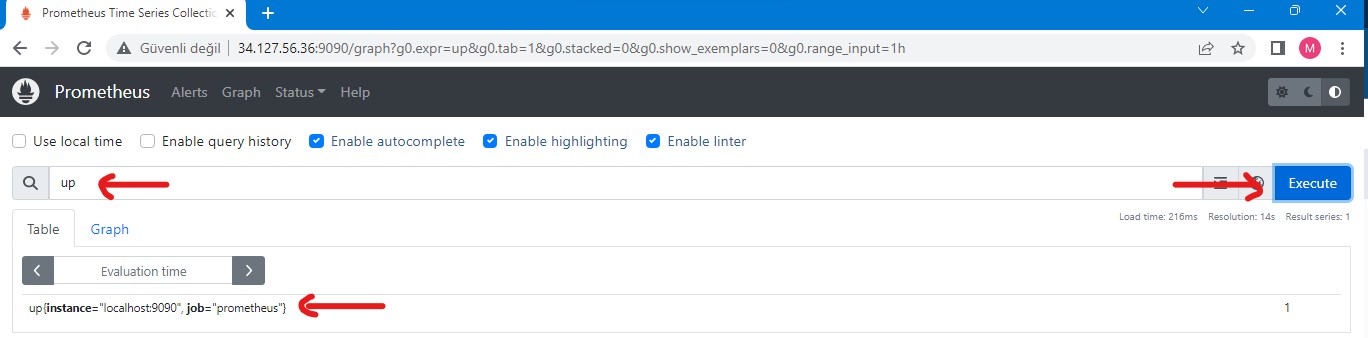 Prometheus Time Series Collectio
Güvenli değil 34.127.56.36:9090/graph?g0.expr=up&g0.tab=1&g0.stacked=0&g0.show_exemplars=0&g0.range_input=1h
M
Prometheus Alerts Graph Status Help
Use local time Enable query history Enable autocomplete Enable highlighting Enable linter
up Execute
Load time: 216ms Resolution: 14s Result series: 1
Table Graph
Evaluation time
up{instance="localhost:9090", job="prometheus"} 1